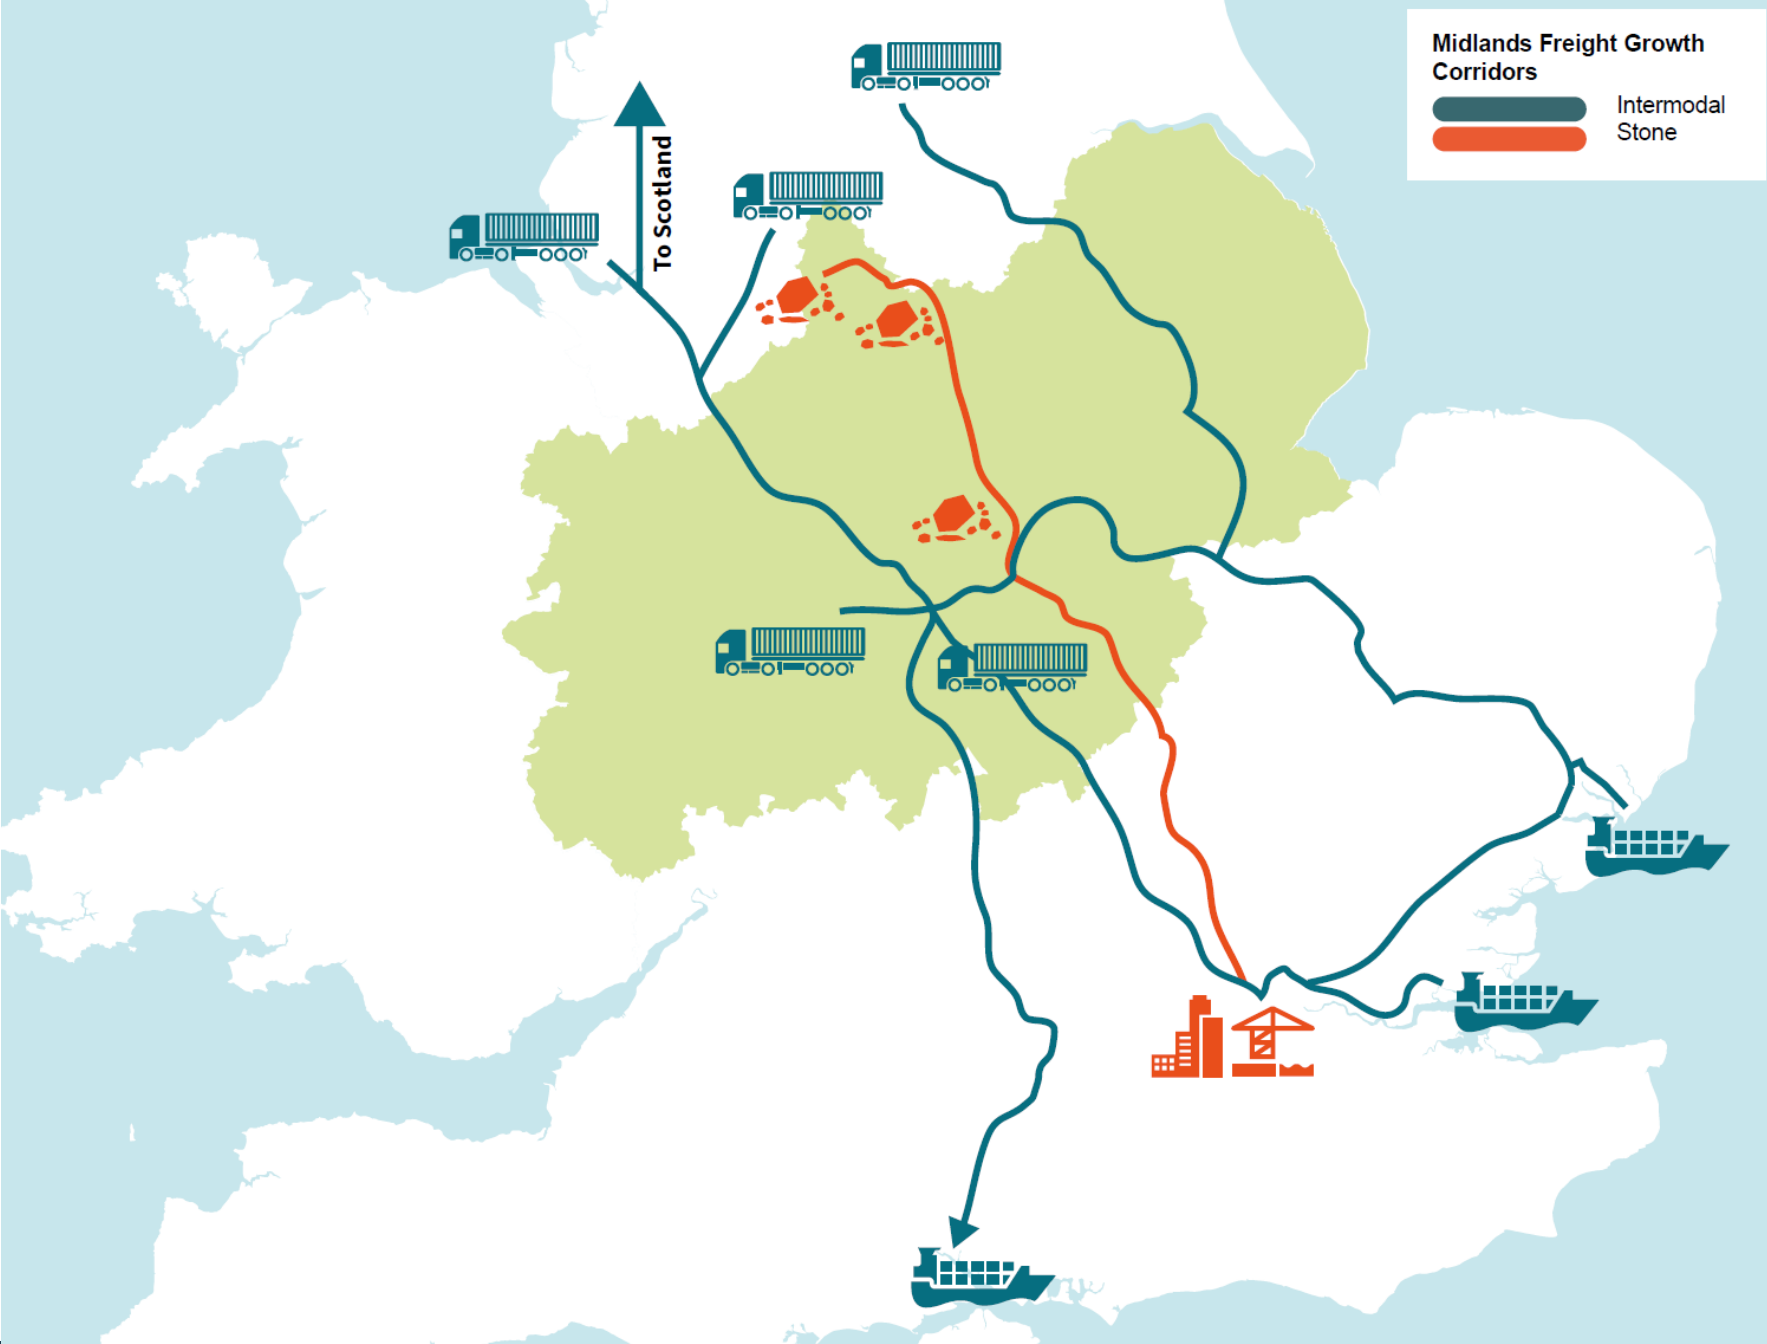 Midlands Freight Growth
Corridors
Intermodal
Stone
To Scotland